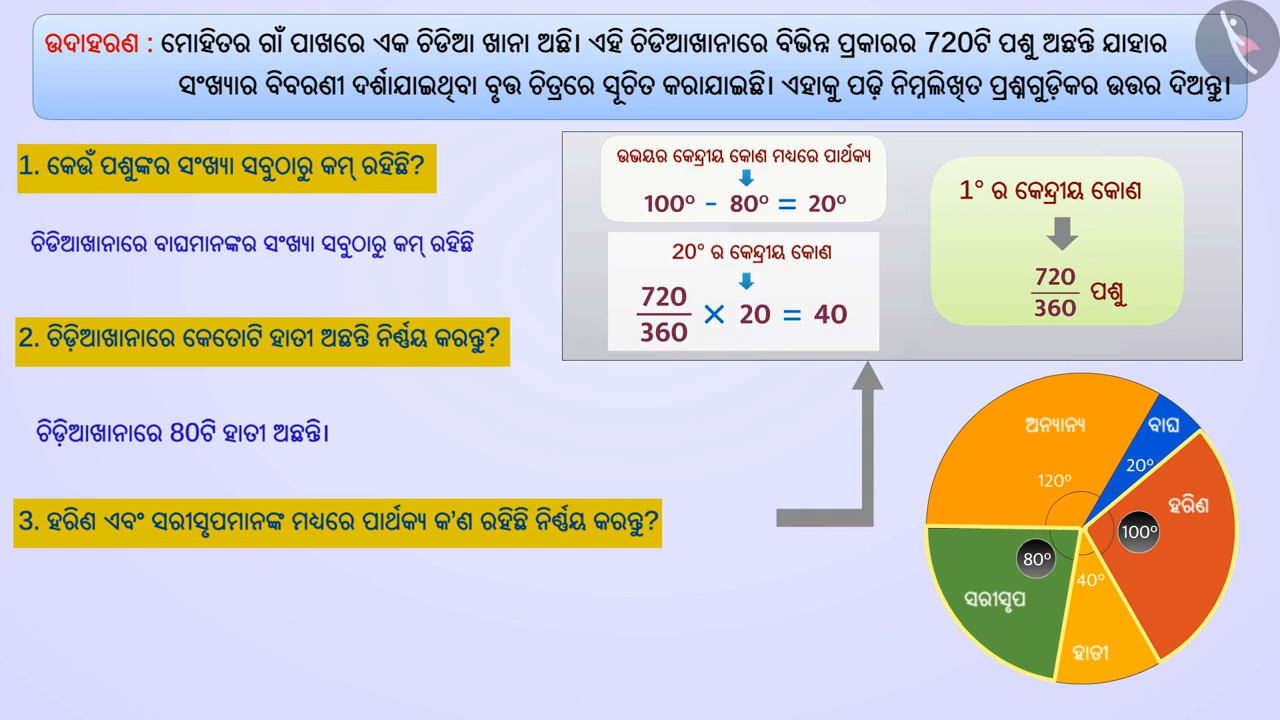 ଉଦାହରଣ : ମୋହିତର ଗାଁ ପାଖରେ ଏକ ଚିଡିଆ ଖାନା ଅଛି। ଏହି ଚିଡିଆଖାନାରେ ବିଭିନ୍ନ ପ୍ରକାରର 720ଟି ପଶୁ ଅଛନ୍ତି ଯାହାର
ସଂଖ୍ୟାର ବିବରଣୀ ଦର୍ଶାଯାଇଥିବା ବୃତ୍ତ ଚିତ୍ରରେ ସୂଚିତ କରାଯାଇଛି। ଏହାକୁ ପଢ଼ି ନିମ୍ନଲିଖିତ ପ୍ରଶ୍ନଗୁଡ଼ିକର ଉତ୍ତର ଦିଅନ୍ତୁ।
1. କେଉଁ ପଶୁଙ୍କର ସଂଖ୍ୟା ସବୁଠାରୁ କମ୍ ରହିଛି?
ଚିଡିଆଖାନାରେ ବାଘମାନଙ୍କର ସଂଖ୍ୟା ସବୁଠାରୁ କମ୍ ରହିଛି
2. ଚିଡ଼ିଆଖାନାରେ କେତୋଟି ହାତୀ ଅଛନ୍ତି ନିର୍ଣ୍ଣୟ କରନ୍ତୁ?
ଚିଡ଼ିଆଖାନାରେ 80ଟି ହାତୀ ଅଛନ୍ତି।
3. ହରିଣ ଏବଂ ସରୀସୃପମାନଙ୍କ ମଧ୍ୟରେ ପାର୍ଥକ୍ୟ କ'ଣ ରହିଛି ନିର୍ଣ୍ଣୟ କରନ୍ତୁ?
ଉଭୟର କେନ୍ଦ୍ରୀୟ କୋଣ ମଧ୍ୟରେ ପାର୍ଥକ୍ୟ
100° - 80° = 20°
20° ର କେନ୍ଦ୍ରୀୟ କୋଣ
720
360 × 20 = 40
1° ର କେନ୍ଦ୍ରୀୟ କୋଣ
720
360 ପଶୁ
ଅନ୍ୟାନ୍ୟ
120°
ବାଘ
20°
ହରିଣ
100°
80°
ସରୀସୃପ
40°
ହାତୀ